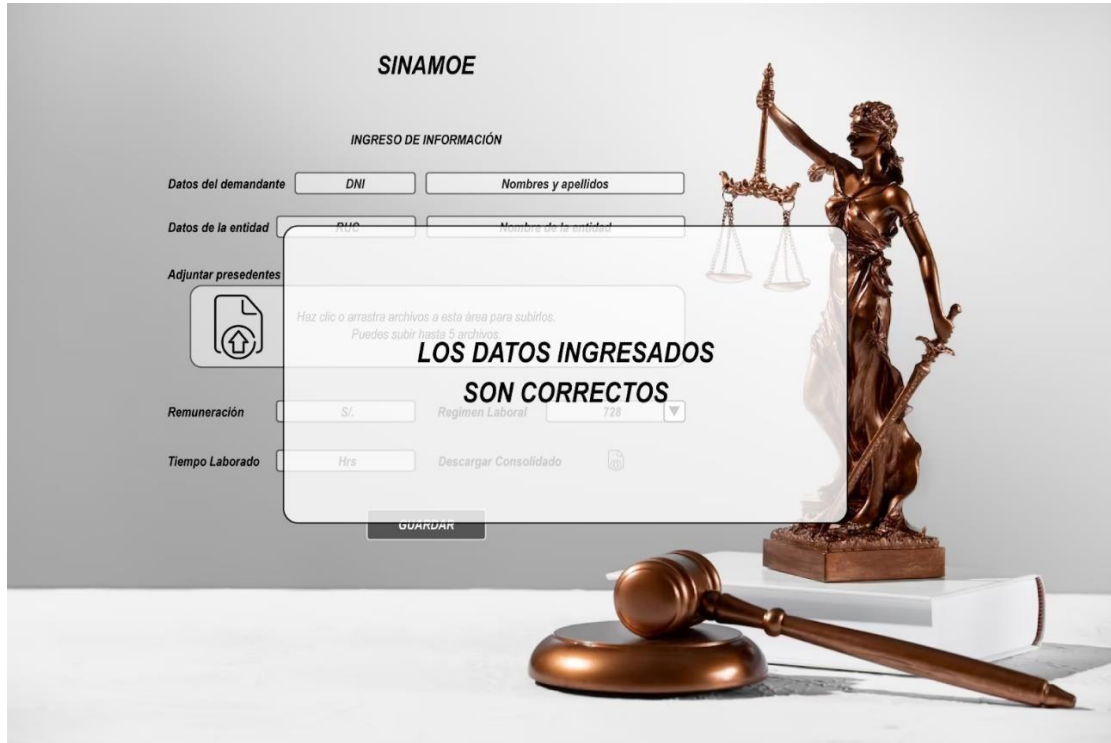 SINAMOE
INGRESO DE INFORMACIÓN
Datos del demandante DNI Nombres y apellidos
Datos de la entidad RUC Nombre de la entidad
Adjuntar presedentes
Haz clic o arrastra archivos a esta área para subirlos.
Puedes subir hasta 5 archivos.
LOS DATOS INGRESADOS
SON CORRECTOS
Remuneración S/. Regimen Laboral 728
Tiempo Laborado Hrs Descargar Consolidado
GUARDAR